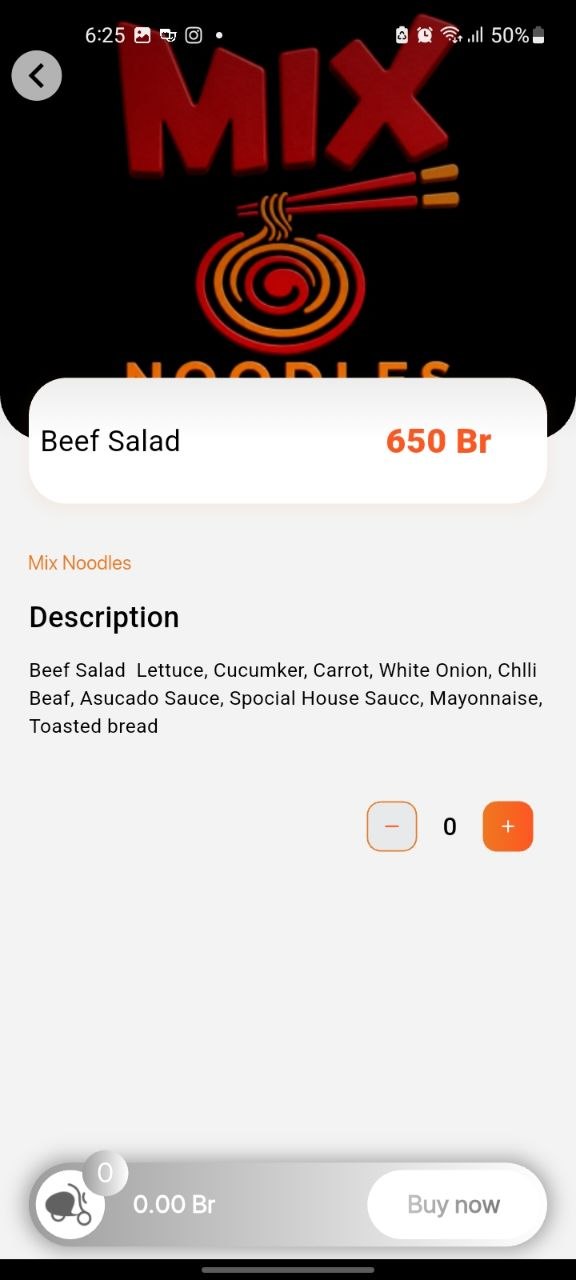 6:25
50%
MIX
NOODLES
Beef Salad
650 Br
Mix Noodles
Description
Beef Salad  Lettuce, Cucumker, Carrot, White Onion, Chlli
Beaf, Asucado Sauce, Spocial House Saucc, Mayonnaise,
Toasted bread
−
0
+
0
0.00 Br
Buy now